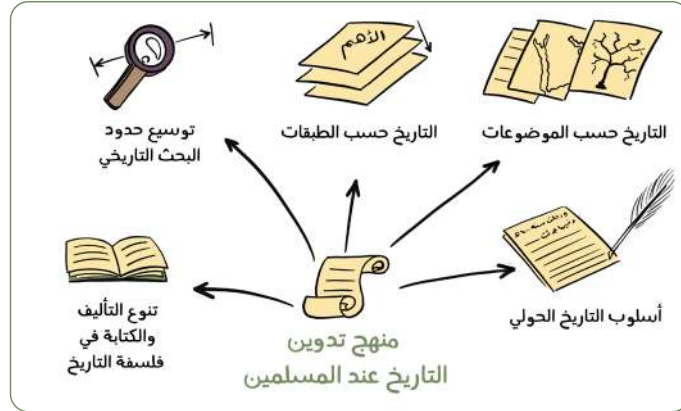 الأهم
التاريخ حسب الموضوعات
التاريخ حسب الطبقات
توسيع حدود
البحث التاريخي
أسلوب التاريخ الحولي
تنوع التأليف
والكتابة في
فلسفة التاريخ
منهج تدوين
التاريخ عند المسلمين